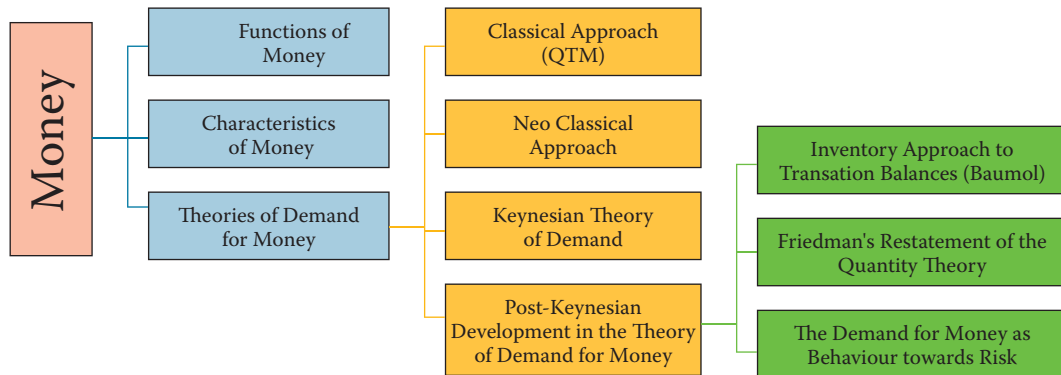 Money
Functions of
Money
Characteristics
of Money
Theories of Demand
for Money
Classical Approach
(QTM)
Neo Classical
Approach
Keynesian Theory
of Demand
Post-Keynesian
Development in the Theory
of Demand for Money
Inventory Approach to
Transation Balances (Baumol)
Friedman's Restatement of the
Quantity Theory
The Demand for Money as
Behaviour towards Risk